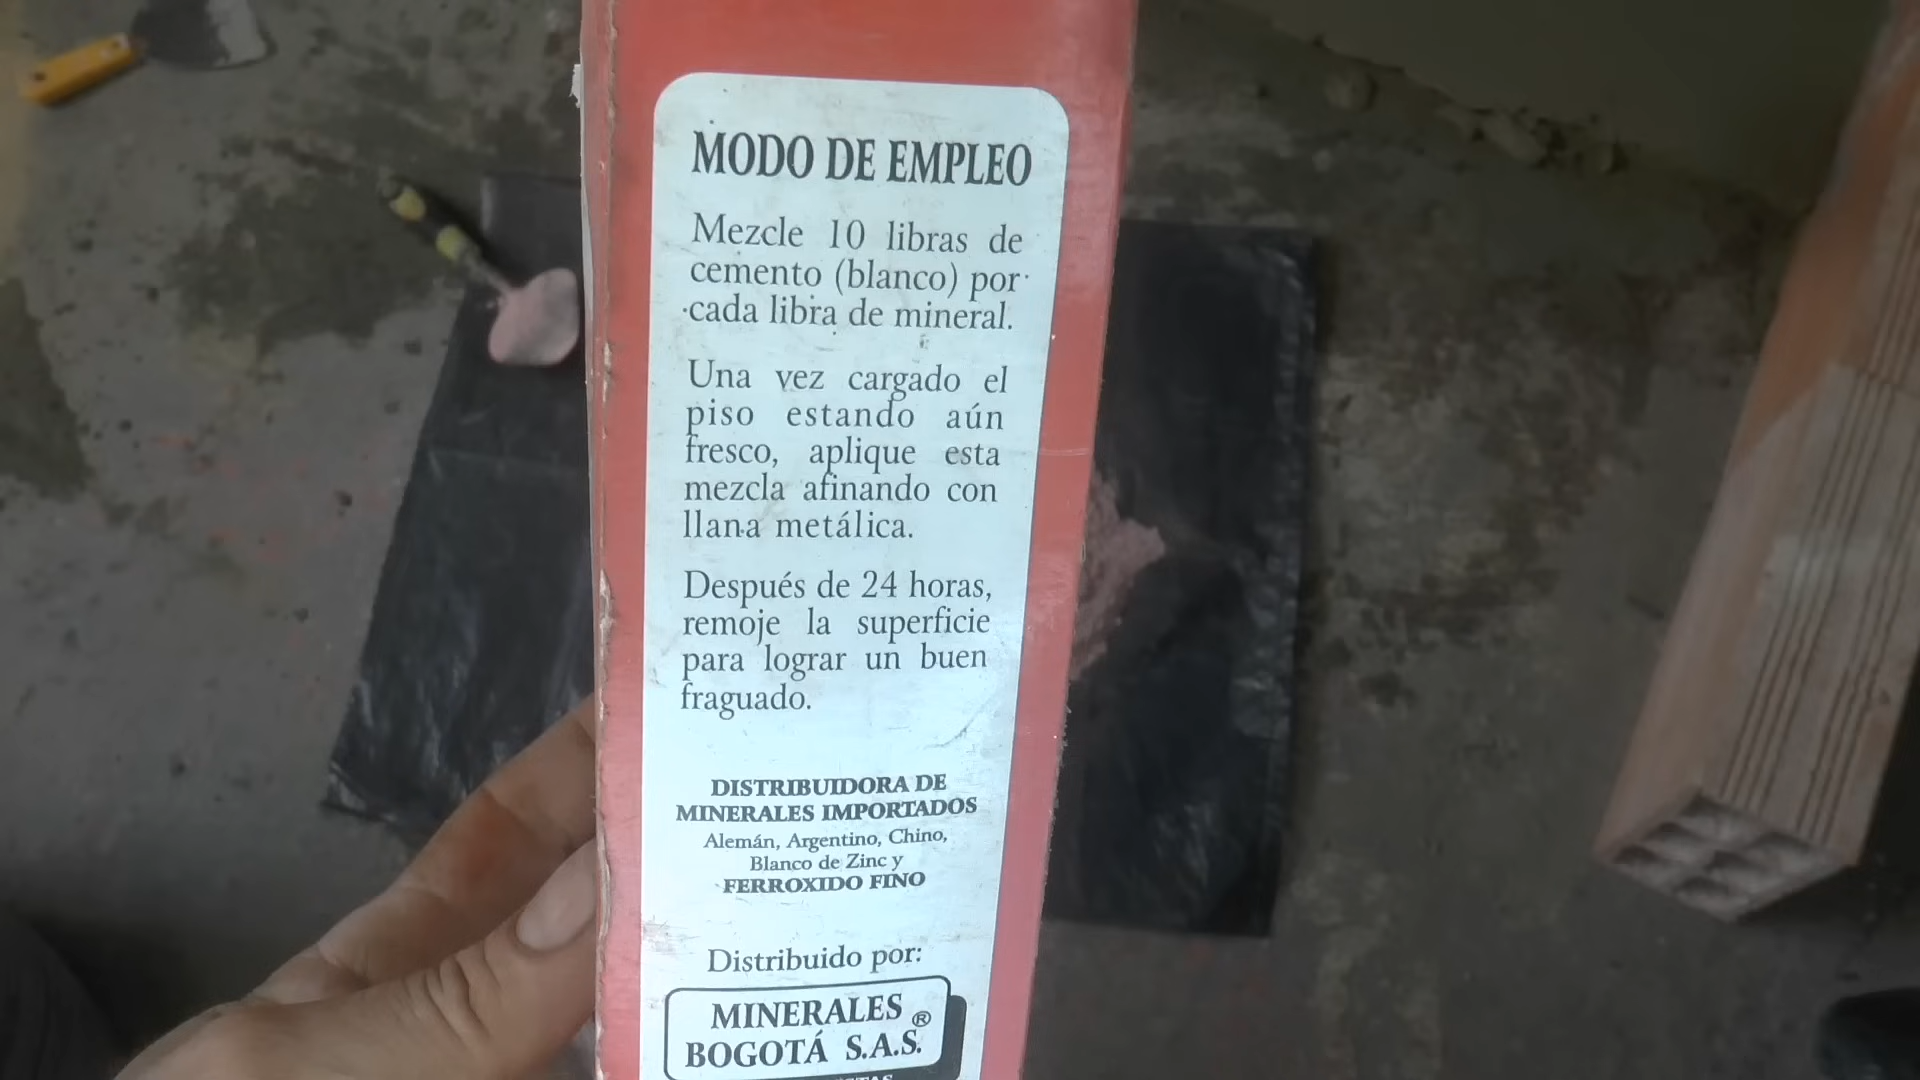 MODO DE EMPLEO
Mezcle 10 libras de
cemento (blanco) por
cada libra de mineral.
Una vez cargado el
piso estando aún
fresco, aplique esta
mezcla afinando con
llana metálica.
Después de 24 horas,
remoje la superficie
para lograr un buen
fraguado.
DISTRIBUIDORA DE
MINERALES IMPORTADOS
Alemán, Argentino, Chino,
Blanco de Zinc y
FERROXIDO FINO
Distribuido por:
MINERALES
BOGOTÁ S.A.S.®